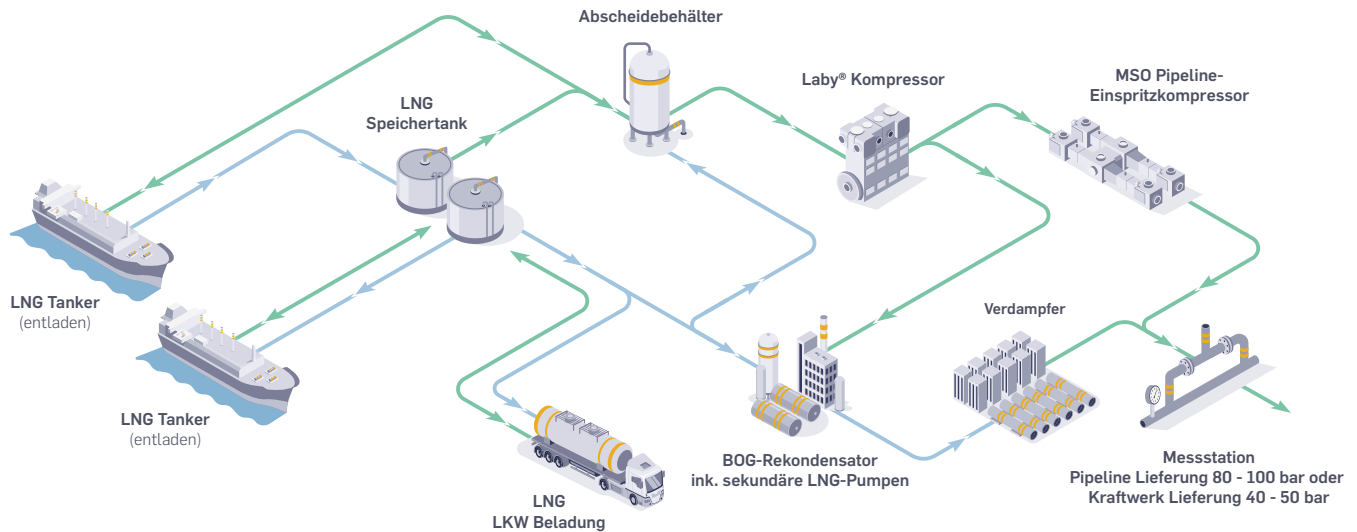 Abscheidebehälter
Laby® Kompressor
MSO Pipeline-
Einspritzkompressor
LNG
Speichertank
LNG Tanker
(entladen)
LNG Tanker
(entladen)
Verdampfer
LNG
LKW Beladung
BOG-Rekondensator
ink. sekundäre LNG-Pumpen
Messstation
Pipeline Lieferung 80 - 100 bar oder
Kraftwerk Lieferung 40 - 50 bar